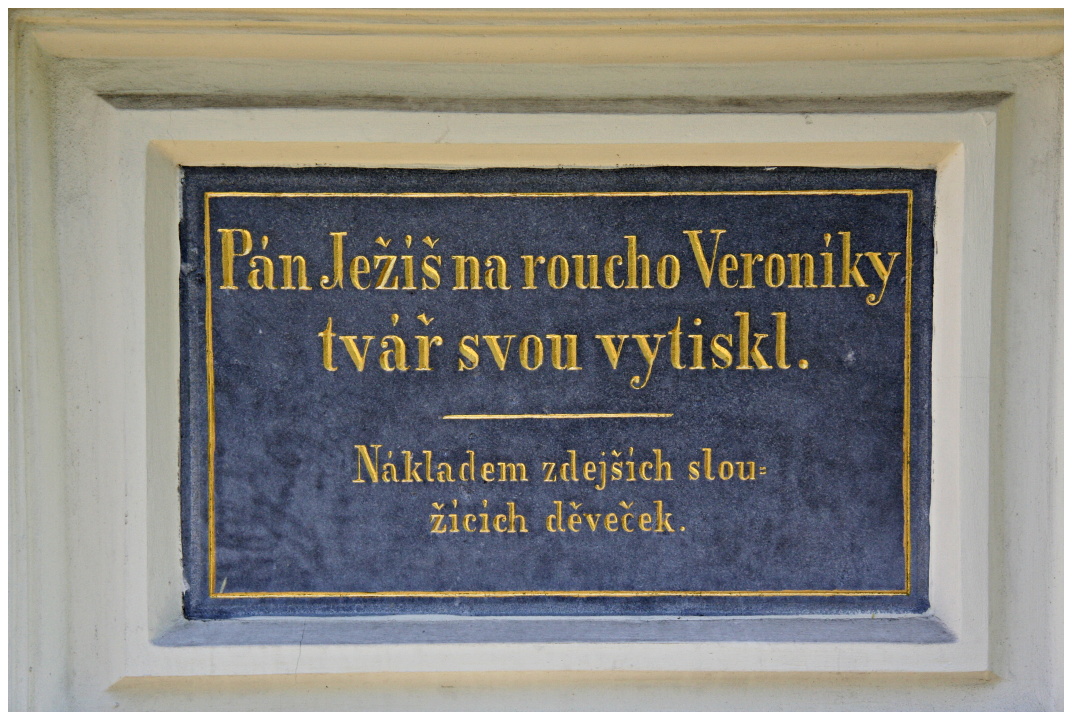 Pán Ježíš na roucho Veroniky
tvář svou vytiskl.
Nákladem zdejších slou=
žících děveček.